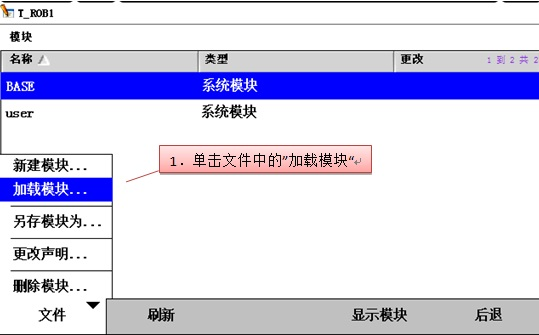 T_ROB1
模块
名称 类型 更改 1 到 2 共 2
BASE 系统模块
user 系统模块
新建模块...
加载模块...
1. 单击文件中的”加载模块“
另存模块为...
更改声明...
删除模块...
文件 刷新 显示模块 后退